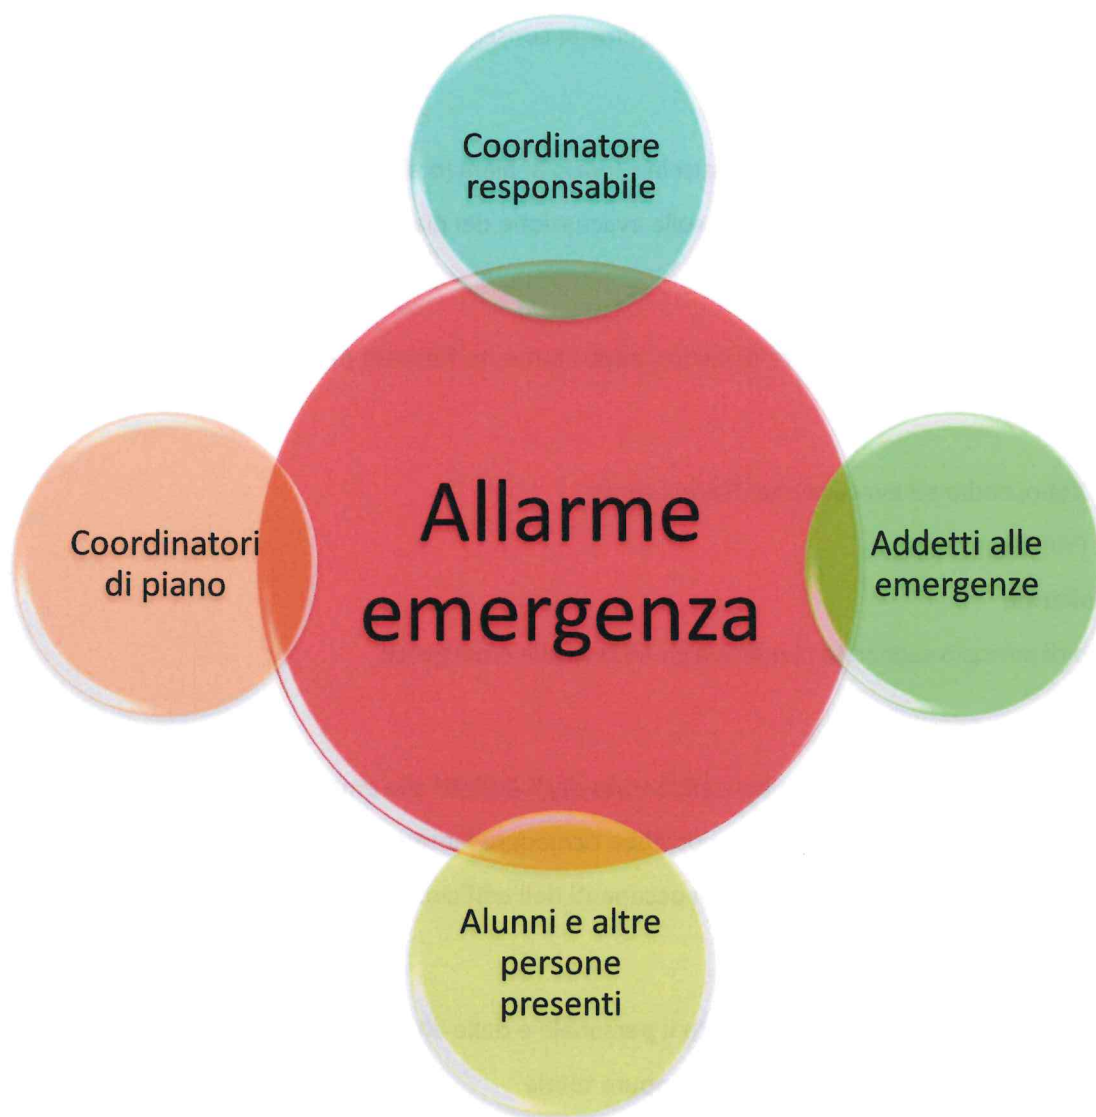 Coordinatore
responsabile
Allarme
emergenza
Coordinatori
di piano
Addetti alle
emergenze
Alunni e altre
persone
presenti